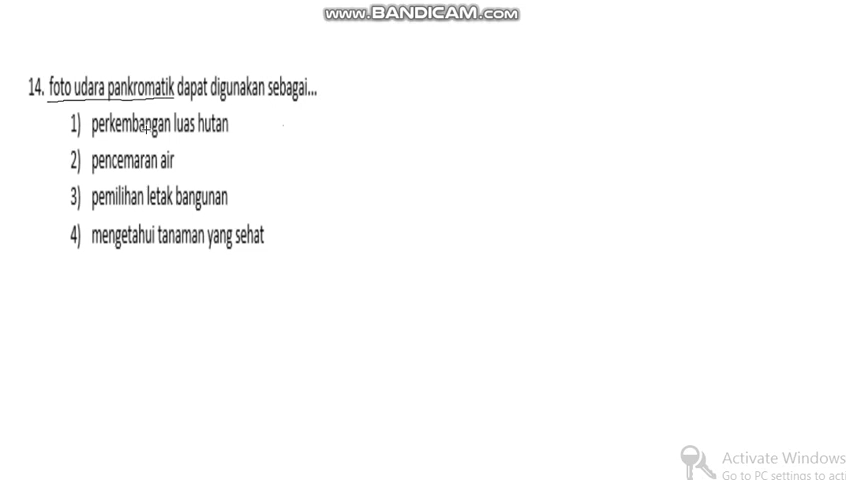 www.BANDICAM.com
14. foto udara pankromatik dapat digunakan sebagai...
1) perkembangan luas hutan
2) pencemaran air
3) pemilihan letak bangunan
4) mengetahui tanaman yang sehat
Activate Windows
Go to PC settings to acti